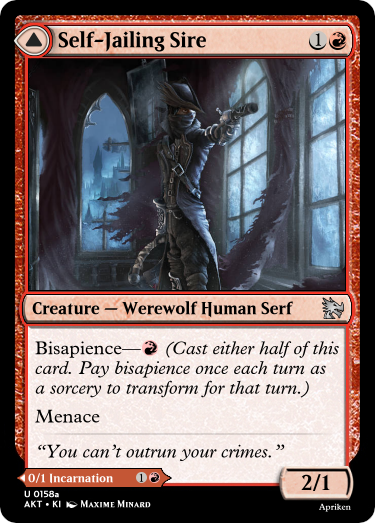 Self-Jailing Sire 1
Creature — Werewolf Human Serf
Bisapience— (Cast either half of this
card. Pay bisapience once each turn as
a sorcery to transform for that turn.)
Menace
“You can’t outrun your crimes.”
0/1 Incarnation 1
2/1
U 0158a
AKT • KI Maxime Minard
Apriken